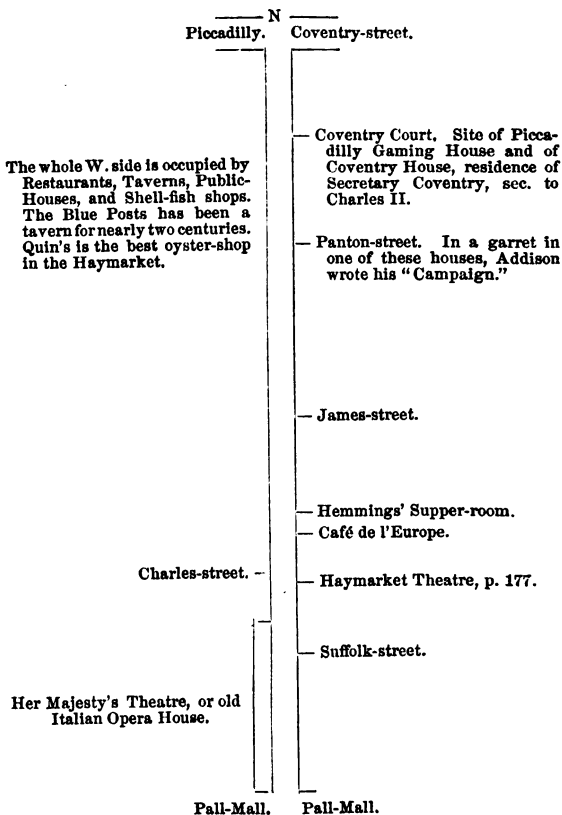 N
Piccadilly. Coventry-street.
Coventry Court. Site of Picca-
dilly Gaming House and of
Coventry House, residence of
Secretary Coventry, sec. to
Charles II.
The whole W. side is occupied by
Restaurants, Taverns, Public-
Houses, and Shell-fish shops.
The Blue Posts has been a
tavern for nearly two centuries.
Quin's is the best oyster-shop
in the Haymarket.
Panton-street. In a garret in
one of these houses, Addison
wrote his "Campaign."
James-street.
Hemmings' Supper-room.
Café de l'Europe.
Charles-street.
Haymarket Theatre, p. 177.
Suffolk-street.
Her Majesty's Theatre, or old
Italian Opera House.
Pall-Mall. Pall-Mall.